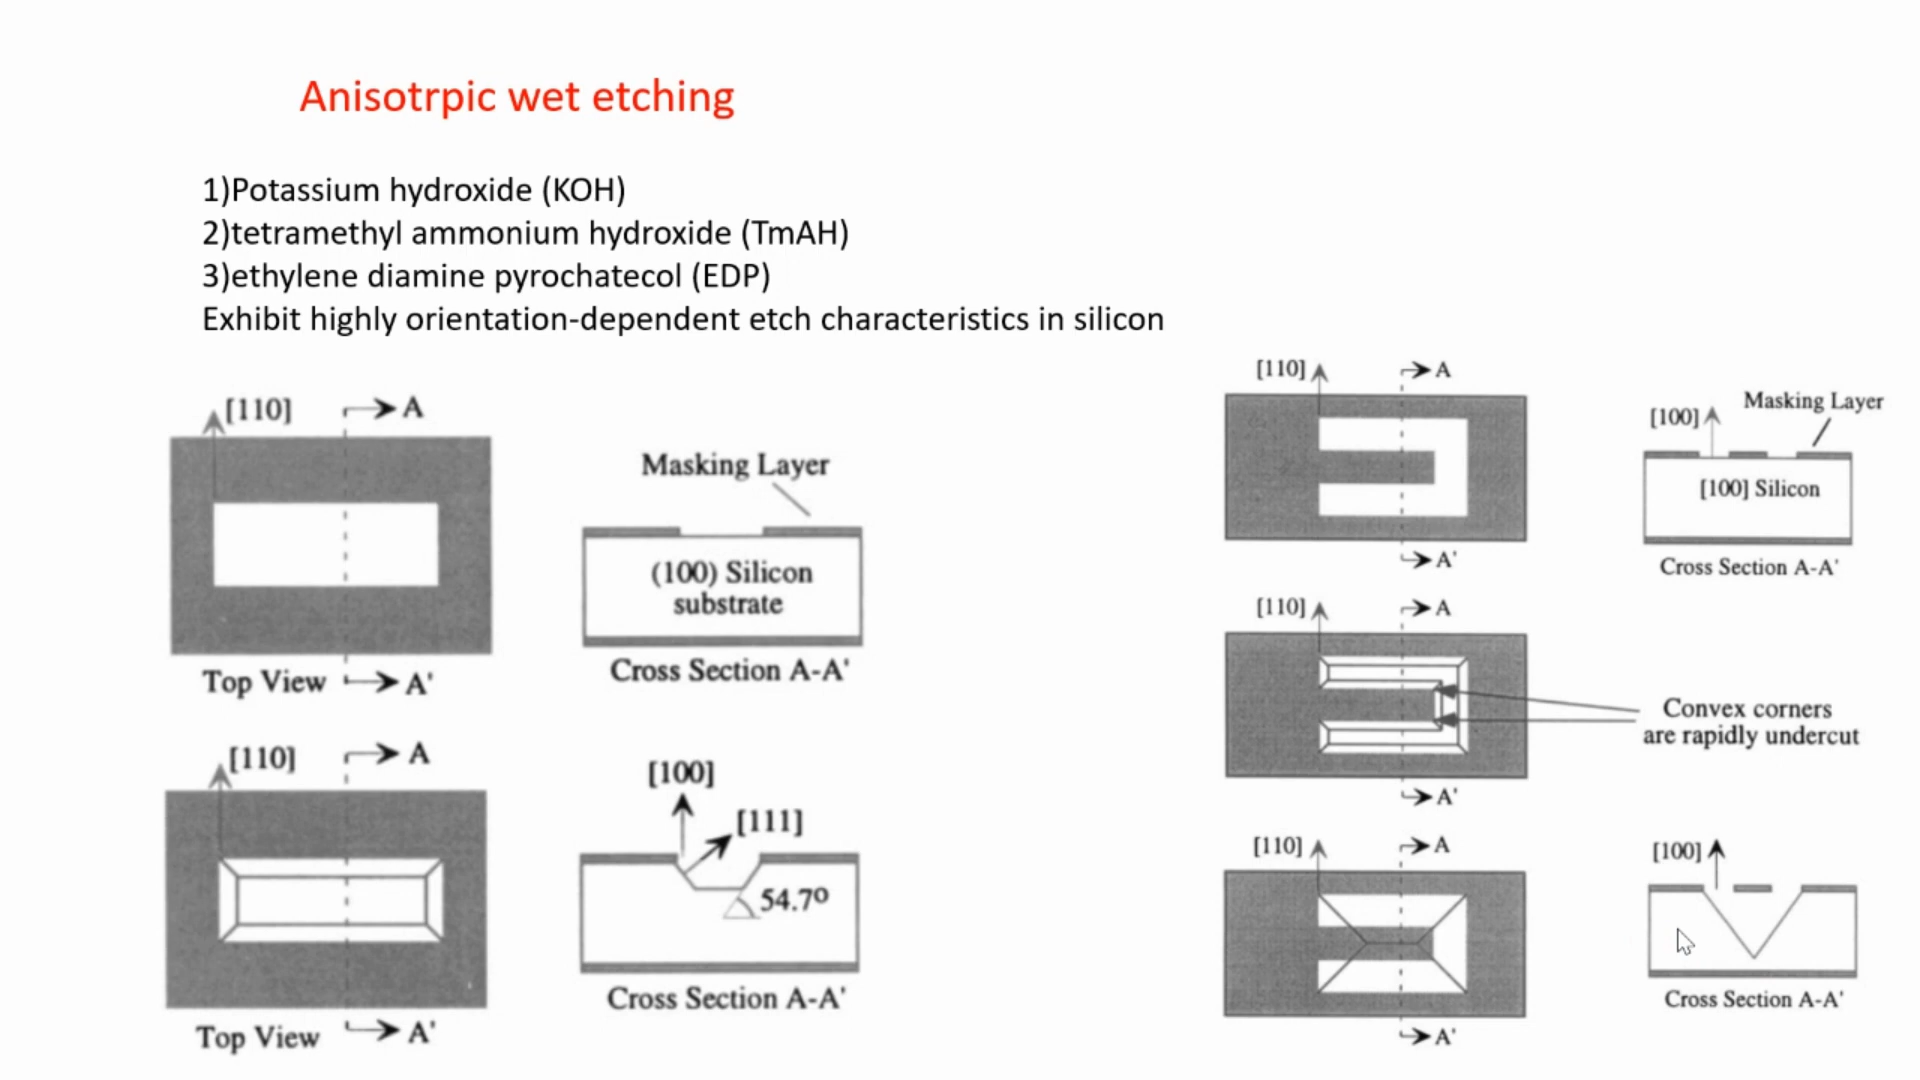 Anisotrpic wet etching
1)Potassium hydroxide (KOH)
2)tetramethyl ammonium hydroxide (TmAH)
3)ethylene diamine pyrochatecol (EDP)
Exhibit highly orientation-dependent etch characteristics in silicon
[110]
A
Masking Layer
(100) Silicon
substrate
Top View
A'
Cross Section A-A'
[110]
A
[100]
[111]
54.7º
Top View
A'
Cross Section A-A'
[110]
A
[100]
Masking Layer
[100] Silicon
A'
Cross Section A-A'
[110]
A
Convex corners
are rapidly undercut
A'
[110]
A
[100]
A'
Cross Section A-A'